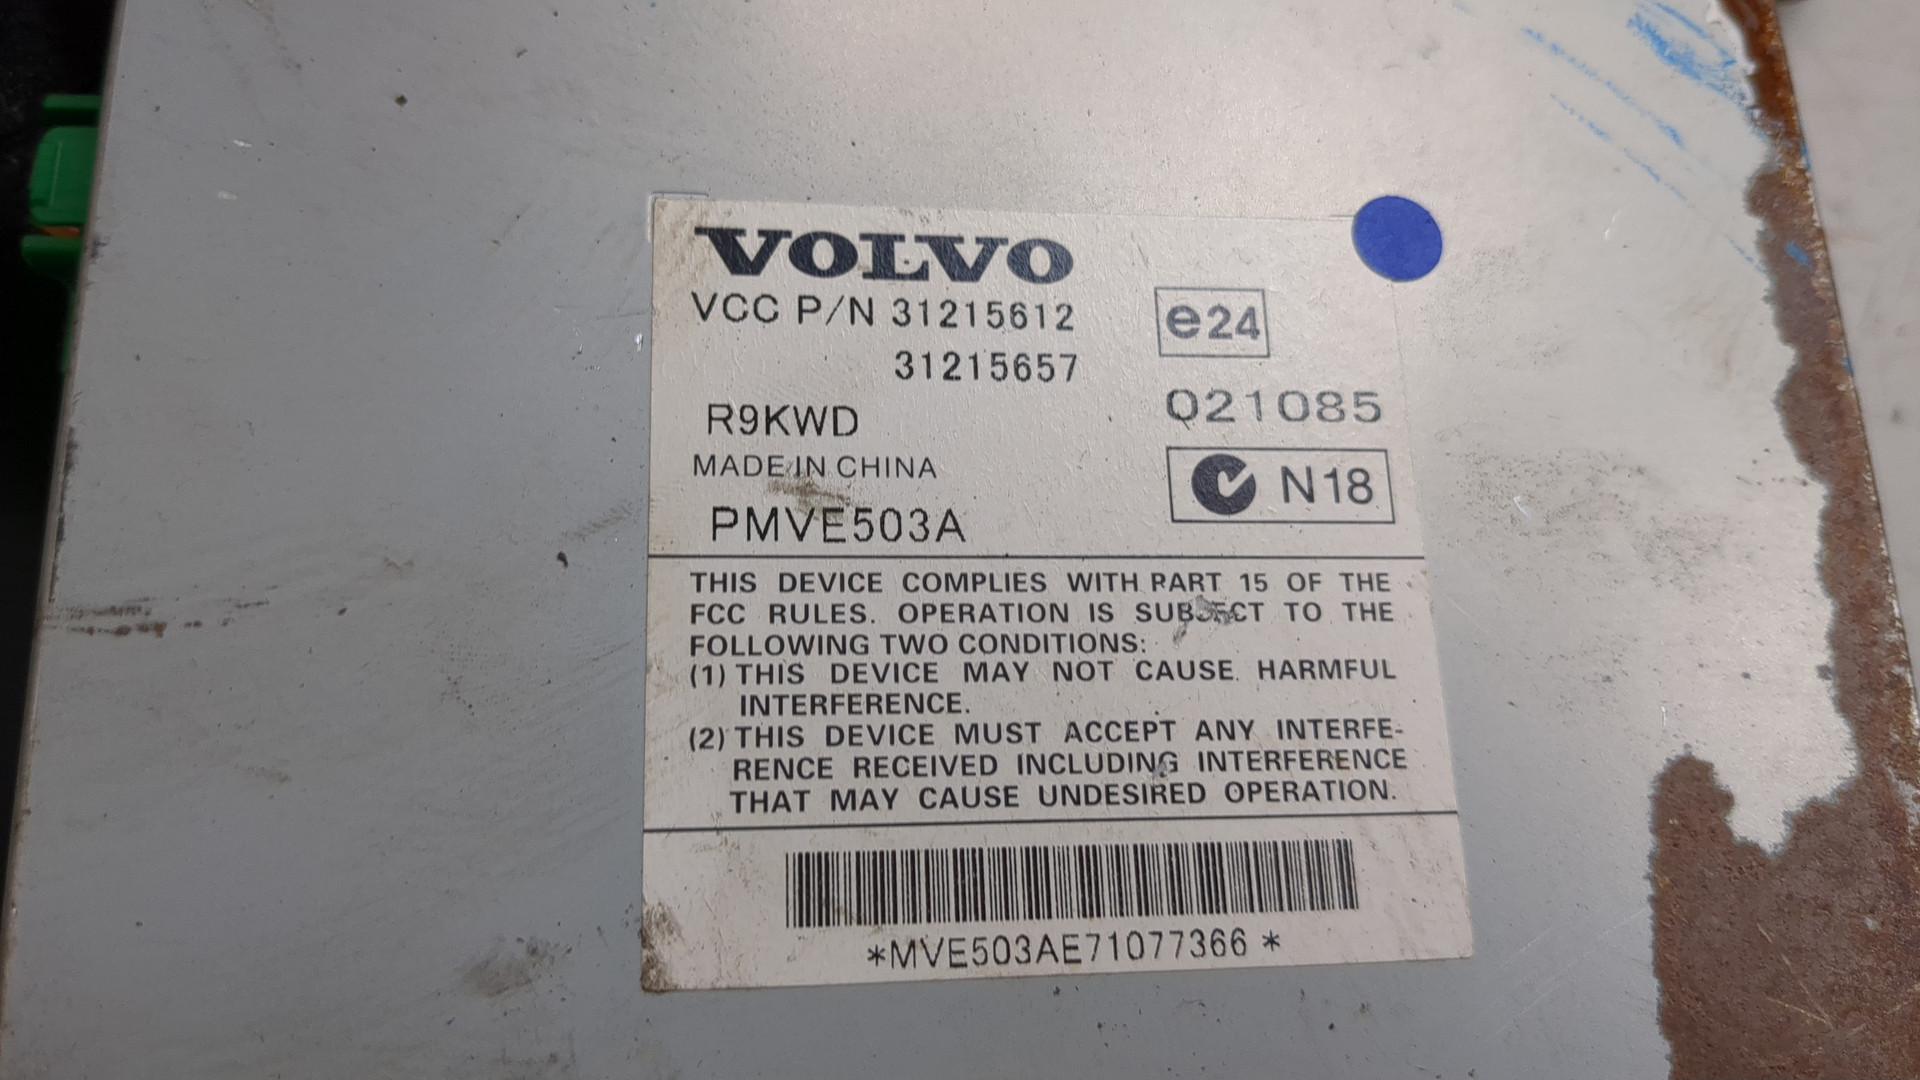 VOLVO
VCC P/N 31215612
31215657
e24
021085
R9KWD
MADE IN CHINA
N18
PMVE503A
THIS DEVICE COMPLIES WITH PART 15 OF THE
FCC RULES. OPERATION IS SUBJECT TO THE
FOLLOWING TWO CONDITIONS:
(1) THIS DEVICE MAY NOT CAUSE HARMFUL
INTERFERENCE.
(2) THIS DEVICE MUST ACCEPT ANY INTERFE-
RENCE RECEIVED INCLUDING INTERFERENCE
THAT MAY CAUSE UNDESIRED OPERATION.
*MVE503AE71077366 *